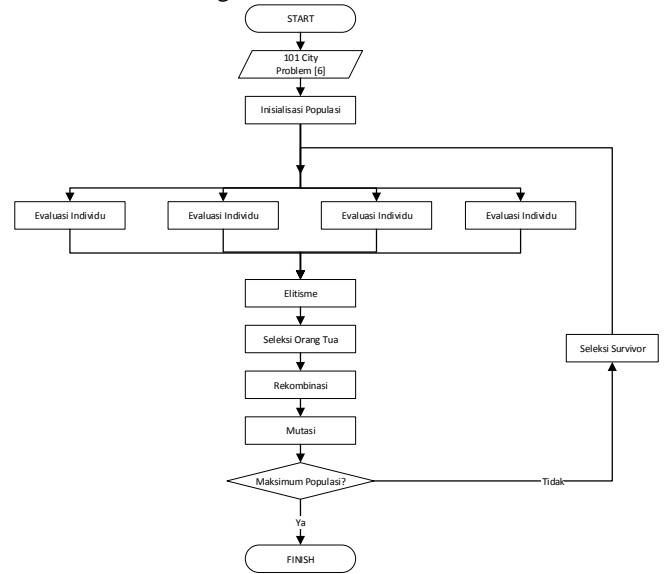 START
101 City
Problem [6]
Inisialisasi Populasi
Evaluasi Individu
Evaluasi Individu
Evaluasi Individu
Evaluasi Individu
Elitisme
Seleksi Orang Tua
Seleksi Survivor
Rekombinasi
Mutasi
Maksimum Populasi?
Tidak
Ya
FINISH